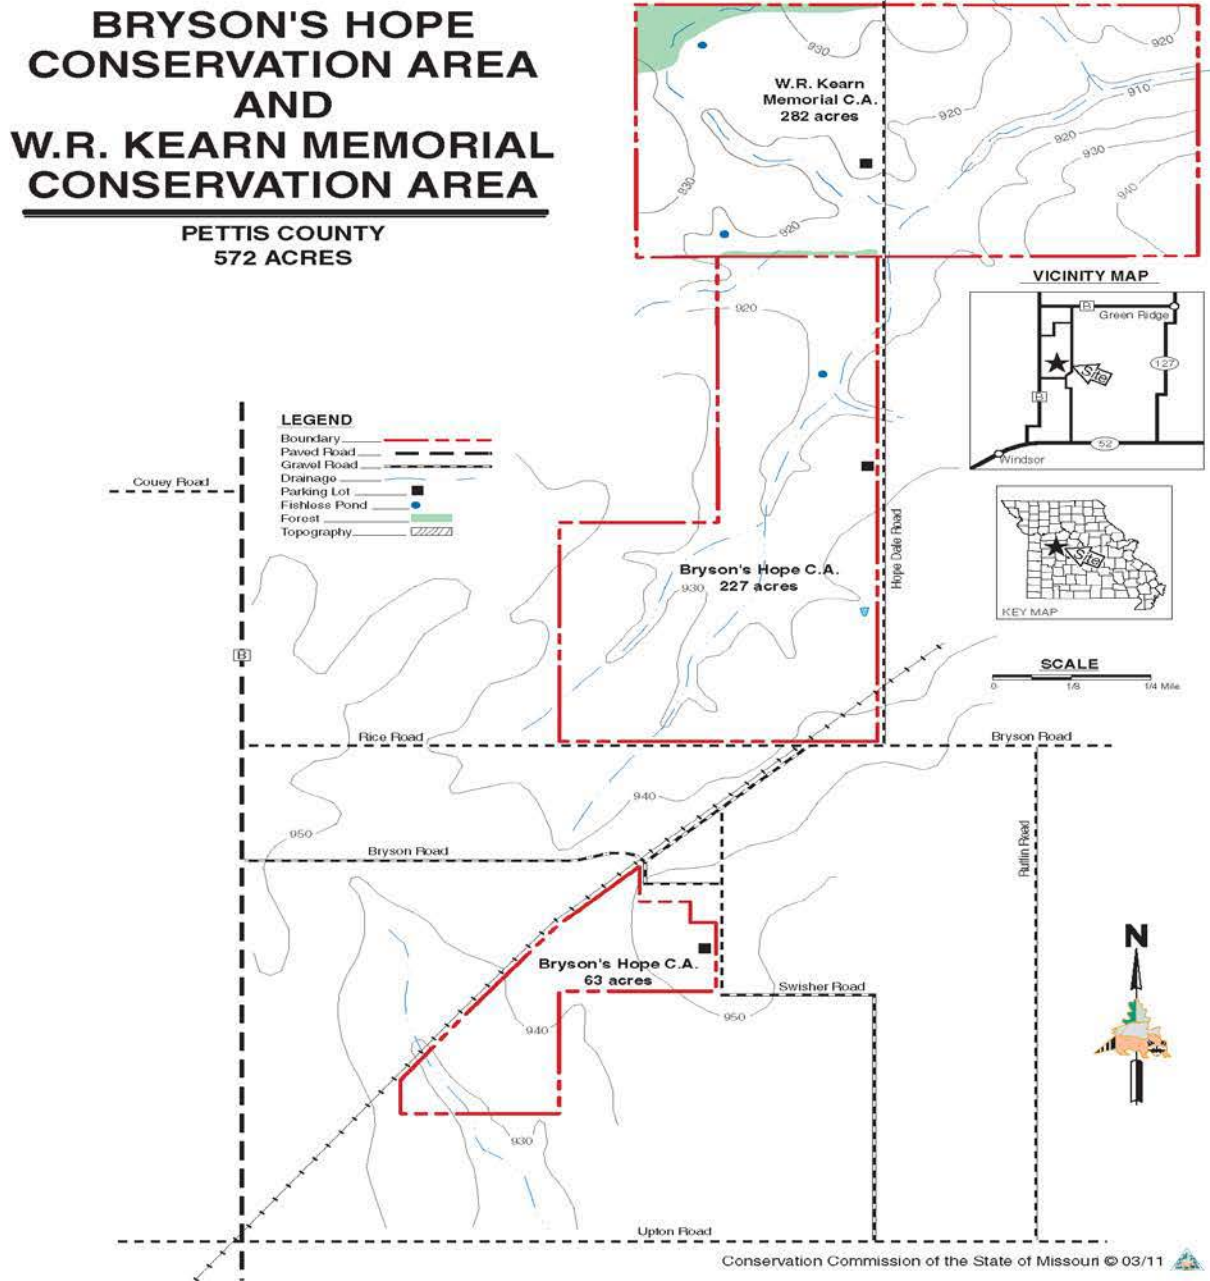 BRYSON'S HOPE
CONSERVATION AREA
AND
W.R. KEARN MEMORIAL
CONSERVATION AREA
PETTIS COUNTY
572 ACRES
930
920
W.R. Kearn
Memorial C.A.
282 acres
910
920
920
930
930
940
920
VICINITY MAP
B
Green Ridge
920
Site
127
B
52
Windsor
LEGEND
Boundary
Paved Road
Gravel Road
Drainage
Parking Lot
Fishless Pond
Forest
Topography
Couey Road
Hope Dale Road
Site
KEY MAP
Bryson's Hope C.A.
227 acres
930
B
SCALE
0 1/8 1/4 Mile
Rice Road
Bryson Road
940
950
Bryson Road
Ruffin Road
N
Bryson's Hope C.A.
63 acres
Swisher Road
950
940
930
Upton Road
Conservation Commission of the State of Missouri © 03/11